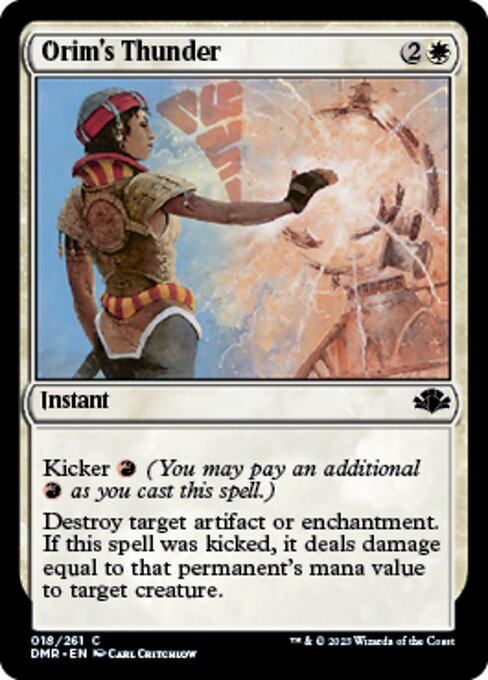 Orim's Thunder 2
Instant
Kicker (You may pay an additional
as you cast this spell.)
Destroy target artifact or enchantment.
If this spell was kicked, it deals damage
equal to that permanent's mana value
to target creature.
018/261 C
DMR • EN Carl Critchlow
™ & © 2023 Wizards of the Coast